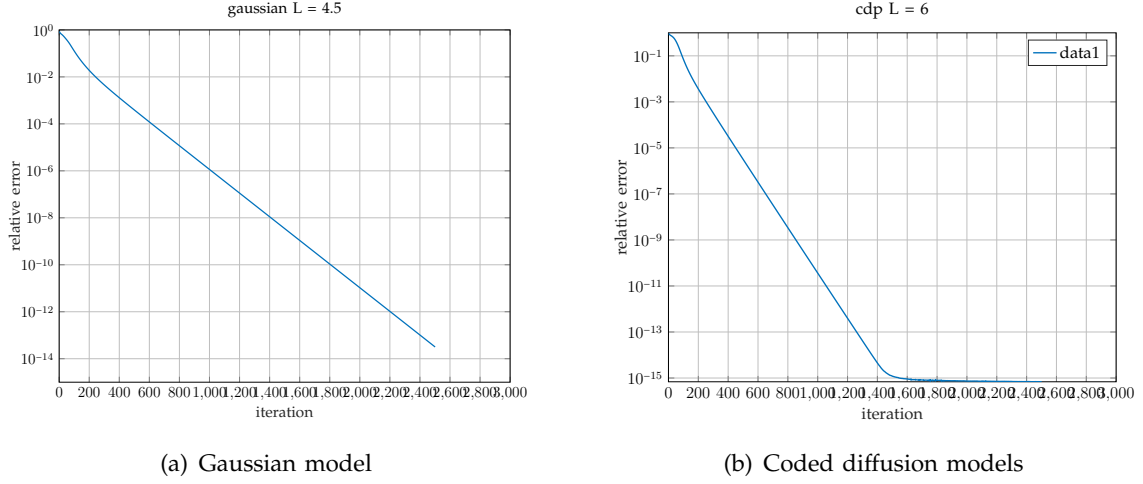 gaussian L = 4.5
10^0
10^-2
10^-4
10^-6
10^-8
10^-10
10^-12
10^-14
relative error
0 200 400 600 800 1,000 1,200 1,400 1,600 1,800 2,000 2,200 2,400 2,600 2,800 3,000
iteration
(a) Gaussian model
cdp L = 6
data1
10^-1
10^-3
10^-5
10^-7
10^-9
10^-11
10^-13
10^-15
relative error
0 200 400 600 800 1,000 1,200 1,400 1,600 1,800 2,000 2,200 2,400 2,600 2,800 3,000
iteration
(b) Coded diffusion models